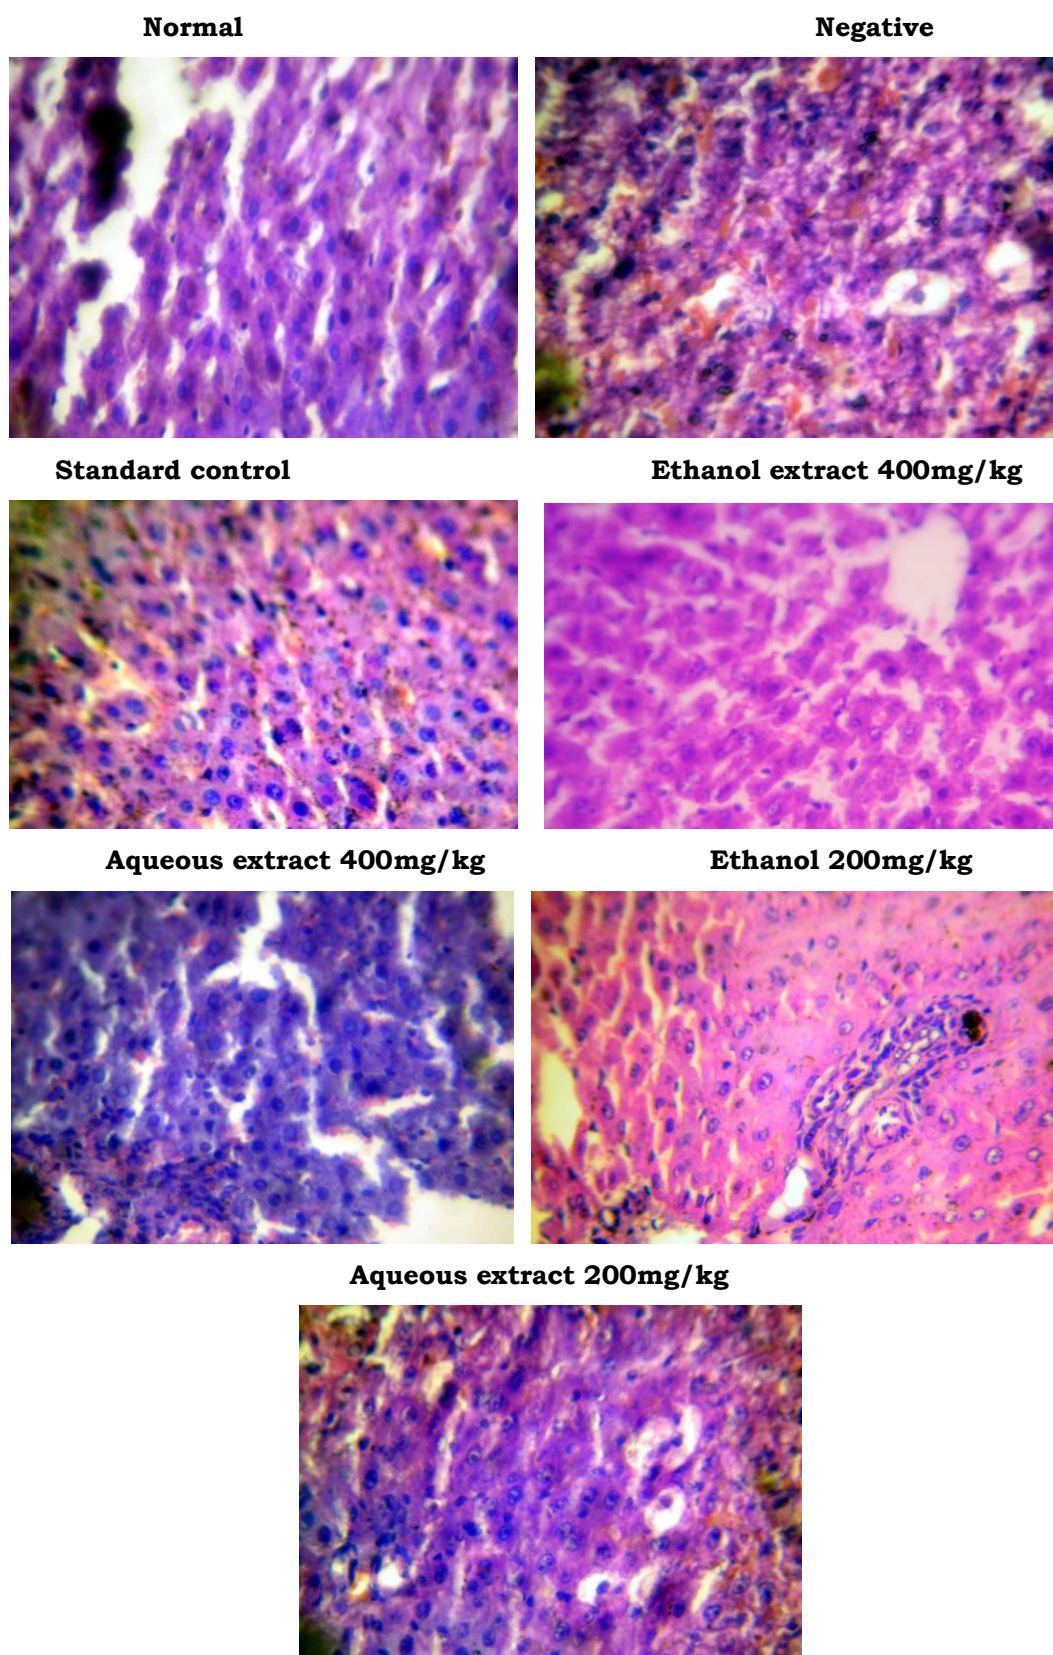 Normal
Negative
Standard control
Ethanol extract 400mg/kg
Aqueous extract 400mg/kg
Ethanol 200mg/kg
Aqueous extract 200mg/kg